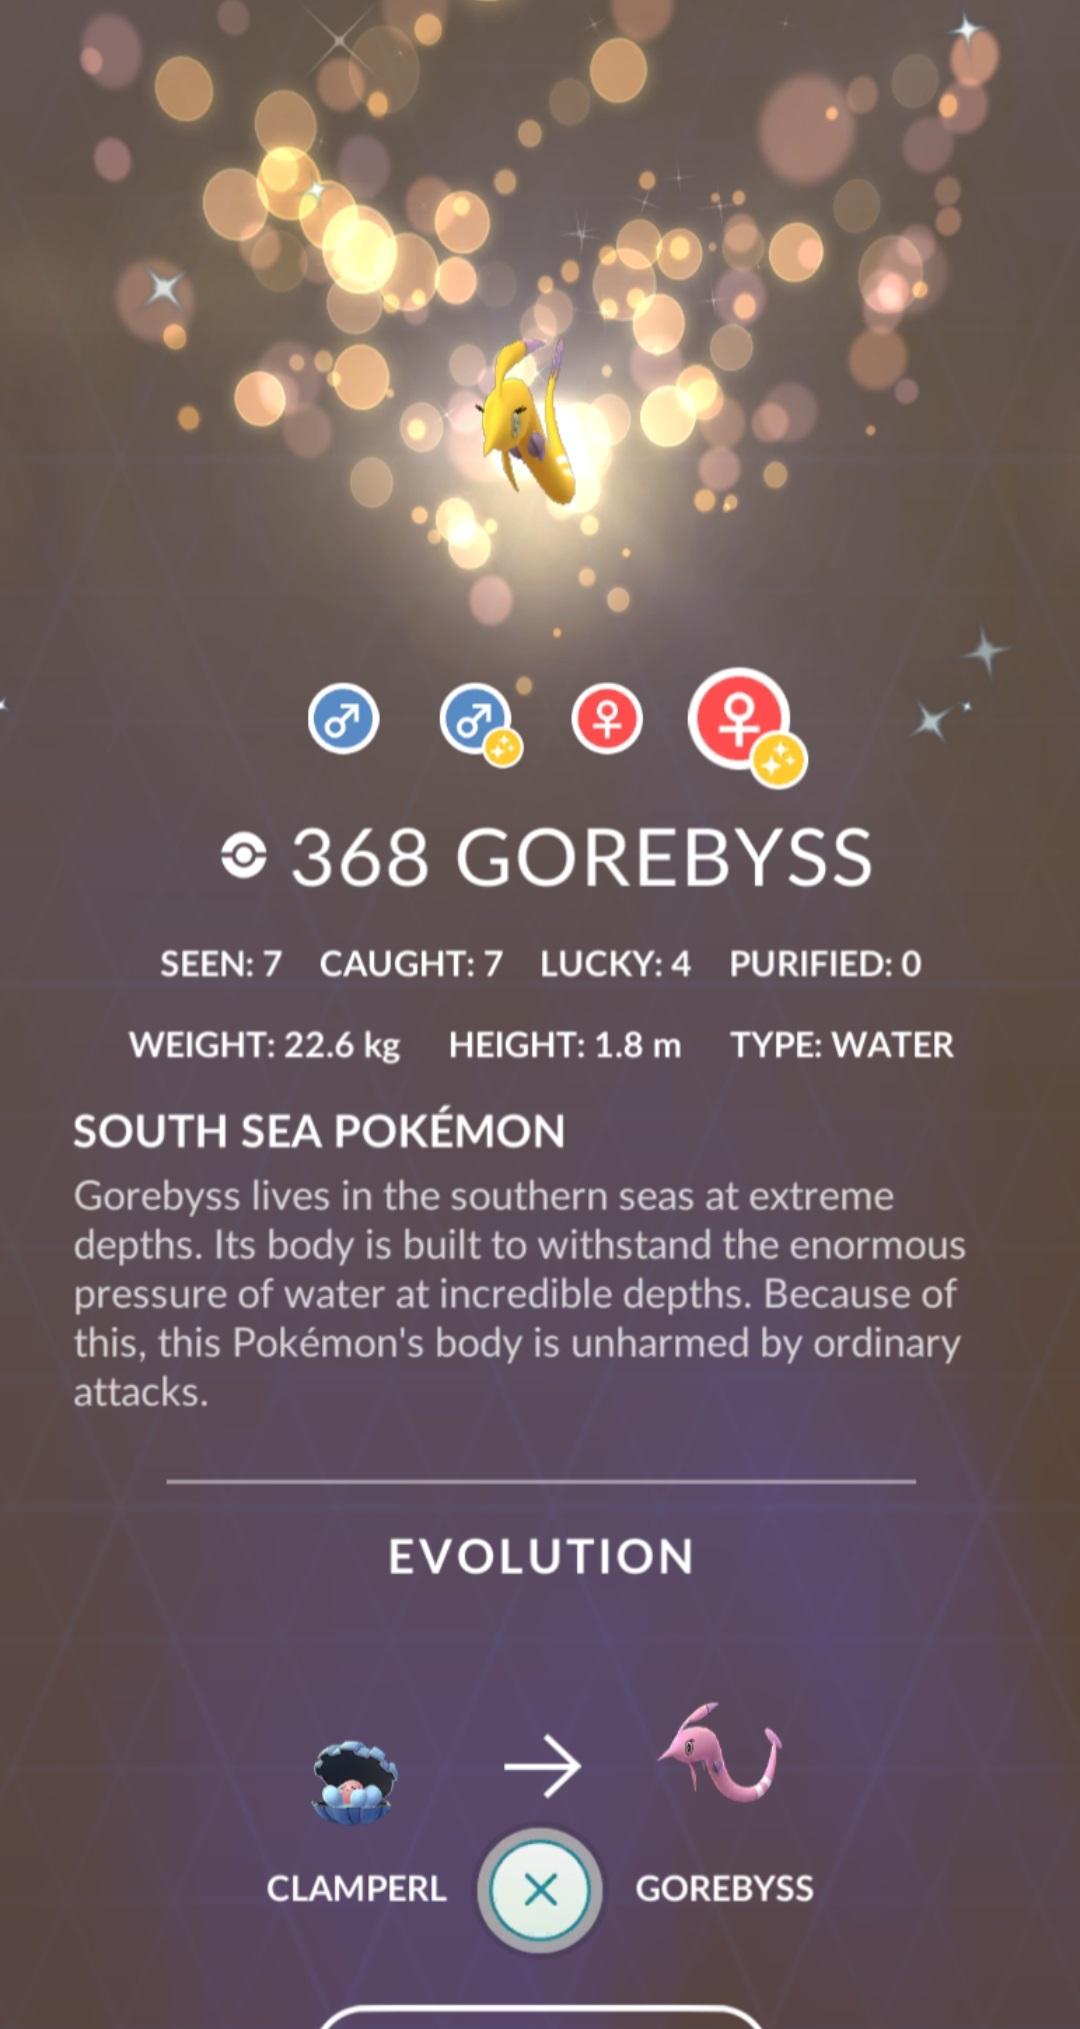 368 GOREBYSS
SEEN: 7 CAUGHT: 7 LUCKY: 4 PURIFIED: 0
WEIGHT: 22.6 kg HEIGHT: 1.8 m TYPE: WATER
SOUTH SEA POKÉMON
Gorebyss lives in the southern seas at extreme
depths. Its body is built to withstand the enormous
pressure of water at incredible depths. Because of
this, this Pokémon's body is unharmed by ordinary
attacks.
EVOLUTION
CLAMPERL GOREBYSS